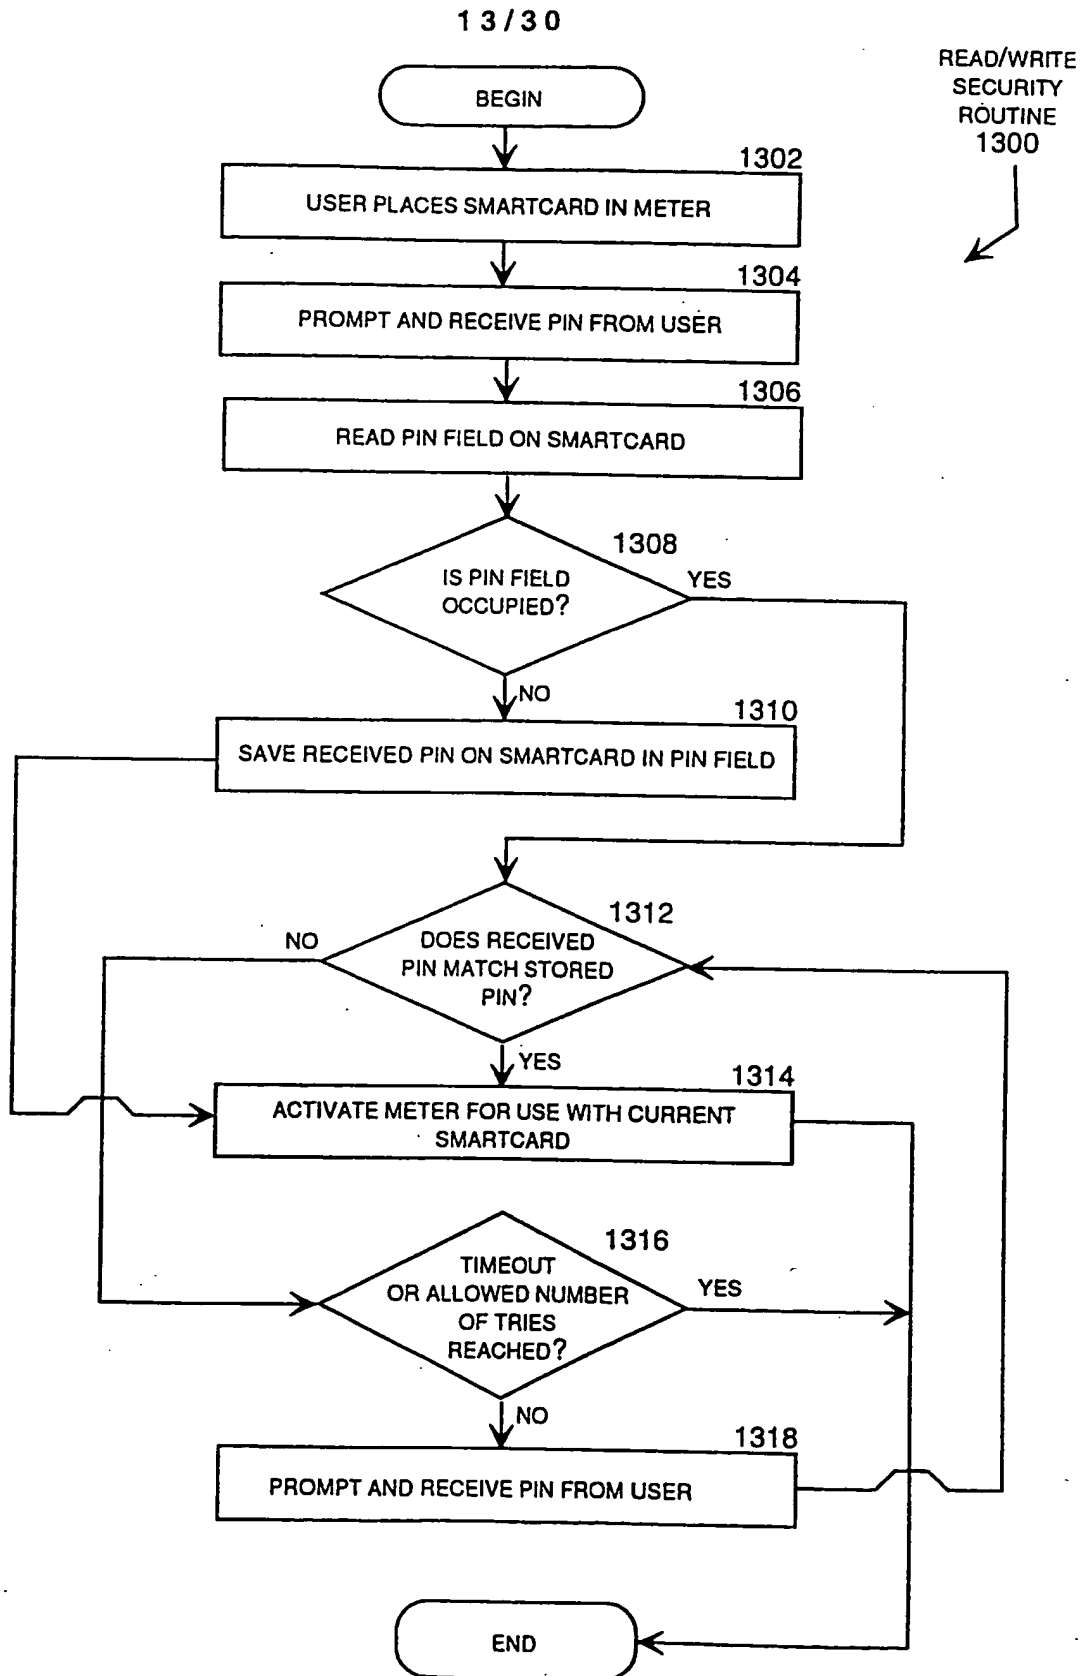 13/30
READ/WRITE
SECURITY
ROUTINE
1300
BEGIN
1302
USER PLACES SMARTCARD IN METER
1304
PROMPT AND RECEIVE PIN FROM USER
1306
READ PIN FIELD ON SMARTCARD
1308
IS PIN FIELD
OCCUPIED?
YES
NO
1310
SAVE RECEIVED PIN ON SMARTCARD IN PIN FIELD
1312
NO
DOES RECEIVED
PIN MATCH STORED
PIN?
YES
1314
ACTIVATE METER FOR USE WITH CURRENT
SMARTCARD
1316
TIMEOUT
OR ALLOWED NUMBER
OF TRIES
REACHED?
YES
NO
1318
PROMPT AND RECEIVE PIN FROM USER
END